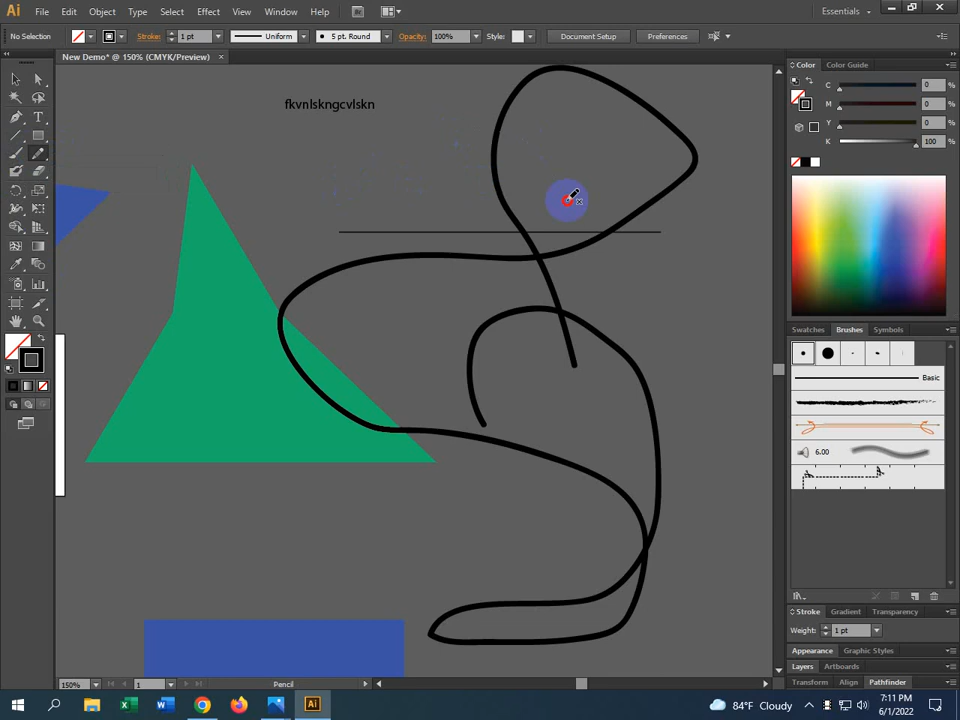 Ai File Edit Object Type Select Effect View Window Help Br Essentials
No Selection Stroke: 1 pt Uniform 5 pt. Round Opacity: 100% Style: Document Setup Preferences
New Demo* @ 150% (CMYK/Preview) ×
Color Color Guide
C 0
M 0
Y 0
K 100
fkvnlskngcvlskn
Swatches Brushes Symbols
Basic
6.00
Stroke Gradient Transparency
Weight: 1 pt
Appearance Graphic Styles
Layers Artboards
Transform Align Pathfinder
150% 1 Pencil
84°F Cloudy 7:11 PM
6/1/2022